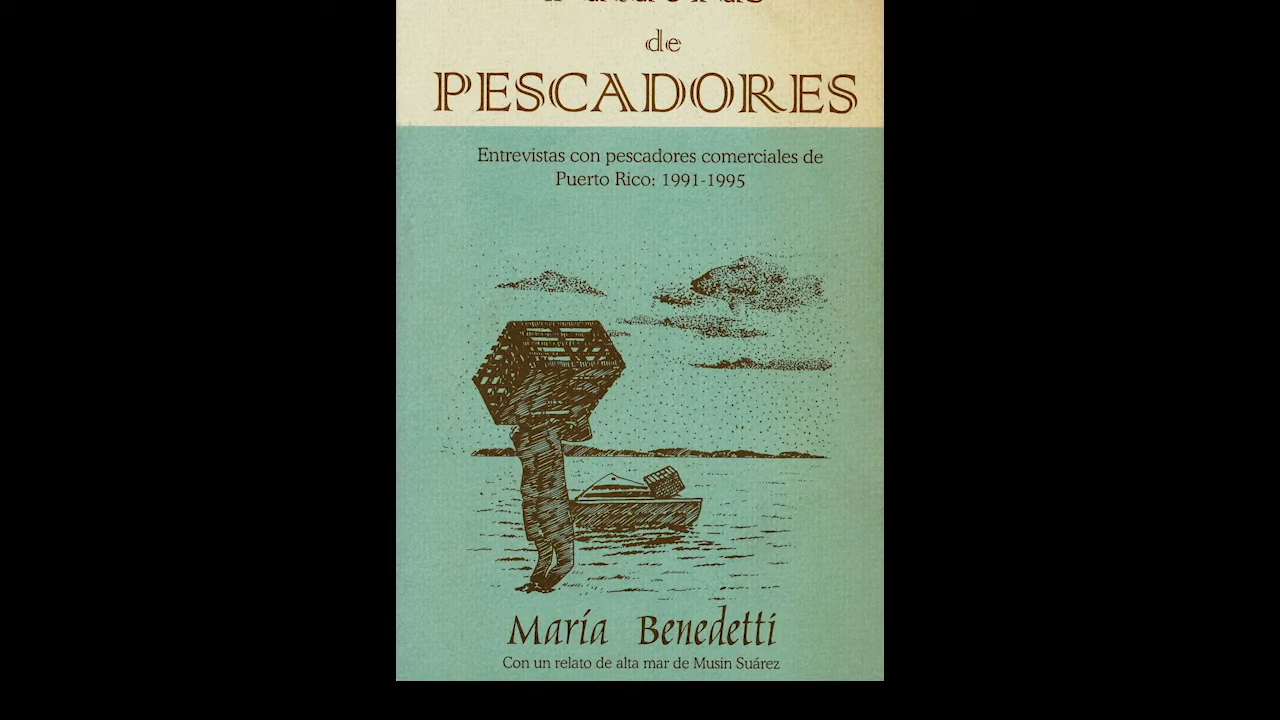 de
PESCADORES
Entrevistas con pescadores comerciales de
Puerto Rico: 1991-1995
María Benedetti
Con un relato de alta mar de Musin Suárez